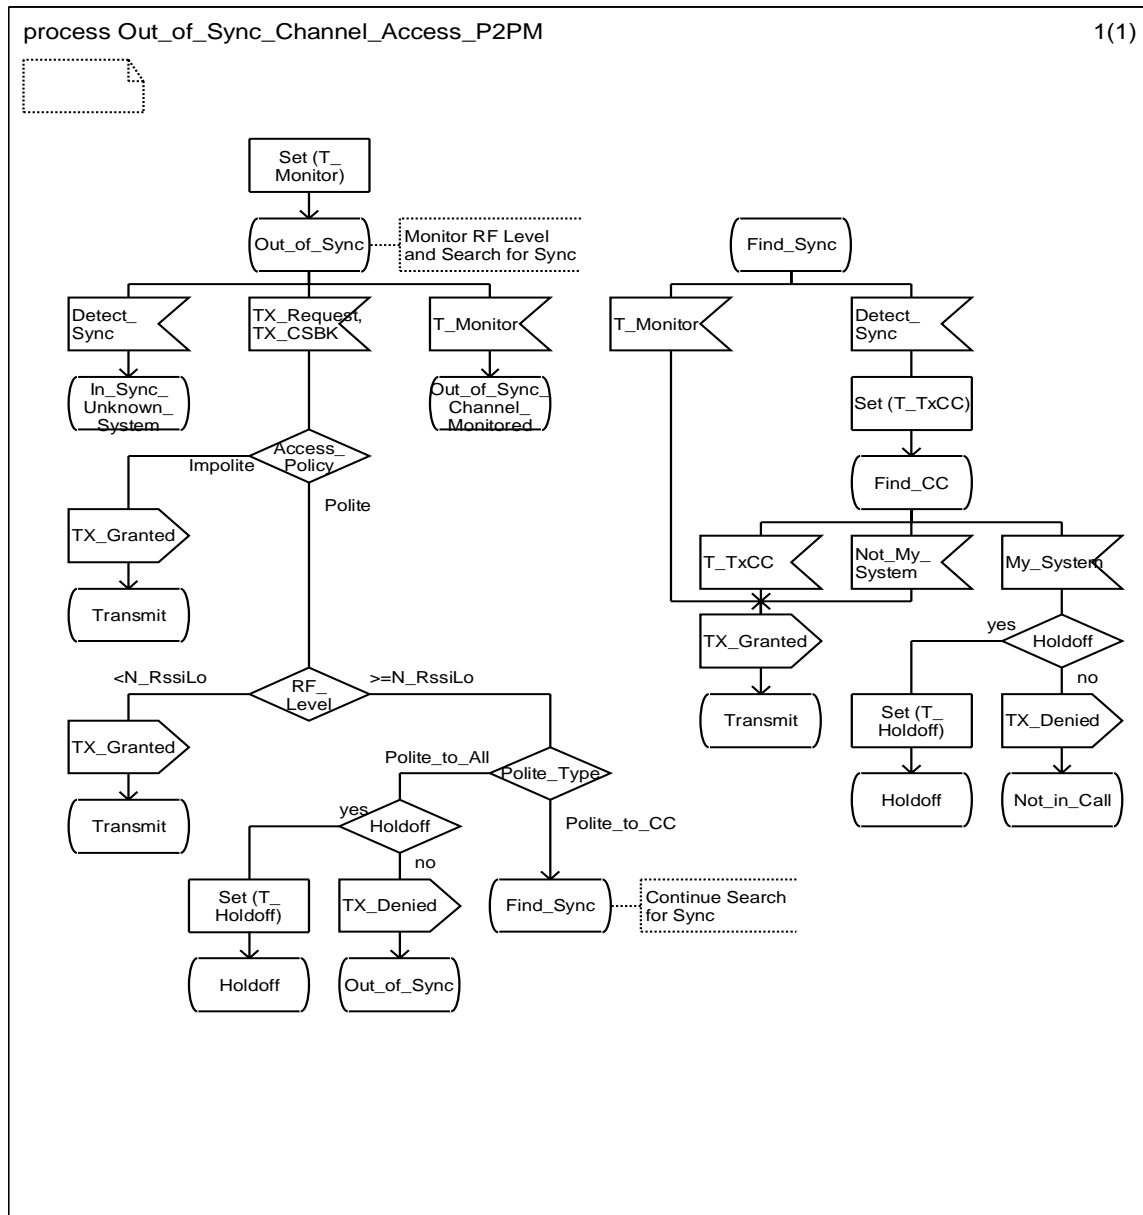 process Out_of_Sync_Channel_Access_P2PM
1(1)
Set (T_
Monitor)
Out_of_Sync
Monitor RF Level
and Search for Sync
Find_Sync
Detect_
Sync
TX_Request,
TX_CSBK
T_Monitor
T_Monitor
Detect_
Sync
In_Sync_
Unknown_
System
Out_of_Sync_
Channel_
Monitored
Set (T_TxCC)
Access_
Policy
Impolite
Polite
Find_CC
TX_Granted
T_TxCC
Not_My_
System
My_System
Transmit
TX_Granted
yes
Holdoff
no
<N_RssiLo
RF_
Level
>=N_RssiLo
Transmit
Set (T_
Holdoff)
TX_Denied
TX_Granted
Polite_to_All
Polite_Type
Holdoff
Not_in_Call
Transmit
yes
Holdoff
no
Polite_to_CC
Set (T_
Holdoff)
TX_Denied
Find_Sync
Continue Search
for Sync
Holdoff
Out_of_Sync